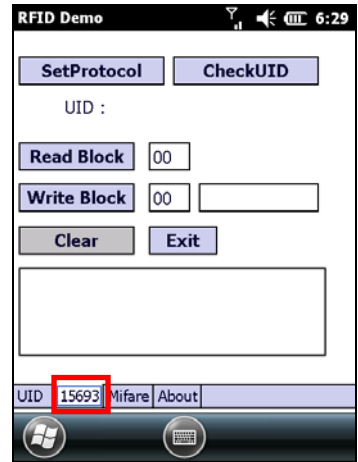 RFID Demo 6:29
SetProtocol CheckUID
UID :
Read Block 00
Write Block 00
Clear Exit
UID 15693 Mifare About